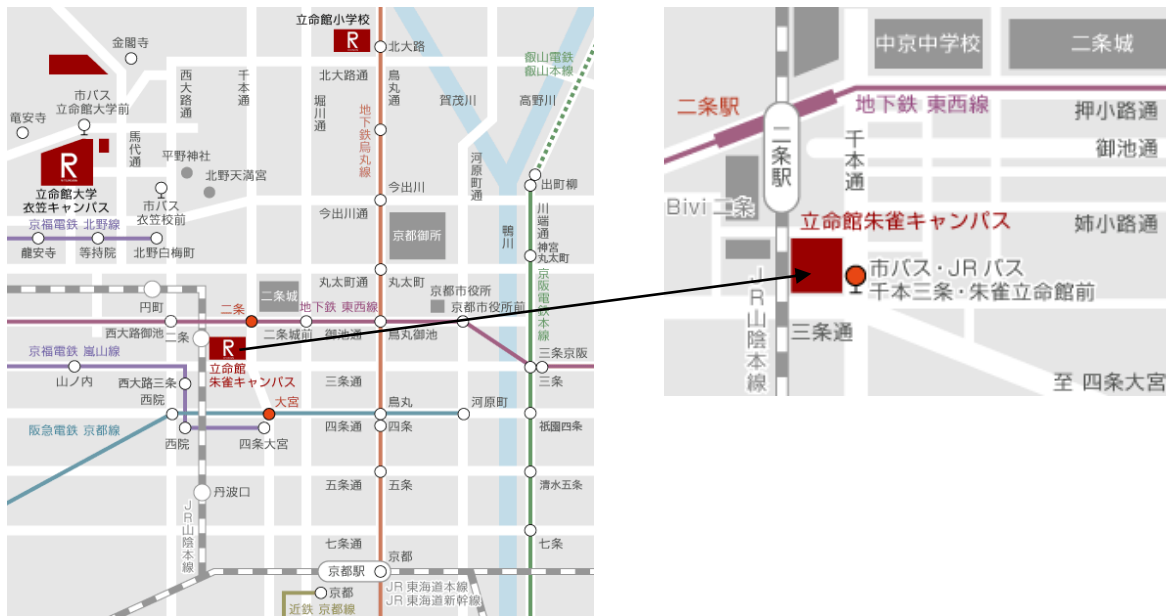 立命館小学校
R
北大路
金閣寺
叡山電鉄
叡山本線
北大路通
烏丸通
西大路通
千本通
堀川通
賀茂川
高野川
市バス
立命館大学前
竜安寺
馬代通
地下鉄烏丸線
平野神社
北野天満宮
河原町通
R
立命館大学
衣笠キャンパス
市バス
衣笠校前
今出川
出町柳
今出川通
京都御所
鴨川
川端通
京福電鉄 北野線
龍安寺
等持院
北野白梅町
神宮
丸太町
丸太町通
丸太町
京都市役所
京都市役所前
京阪電鉄本線
円町
二条
二条城
地下鉄 東西線
西大路御池
二条
二条城前
御池通
烏丸御池
京福電鉄 嵐山線
R
立命館
朱雀キャンパス
三条京阪
三条
山ノ内
西大路三条
三条通
西院
大宮
烏丸
河原町
阪急電鉄 京都線
西院
四条大宮
四条通
四条
祇園四条
丹波口
五条通
五条
清水五条
JR山陰本線
七条通
七条
京都
京都駅
京都
JR 東海道本線
JR 東海道新幹線
近鉄 京都線
中京中学校
二条城
二条駅
地下鉄 東西線
押小路通
二条駅
千本通
御池通
Bivi 二条
立命館朱雀キャンパス
姉小路通
市バス・JR バス
千本三条・朱雀立命館前
JR山陰本線
三条通
至 四条大宮